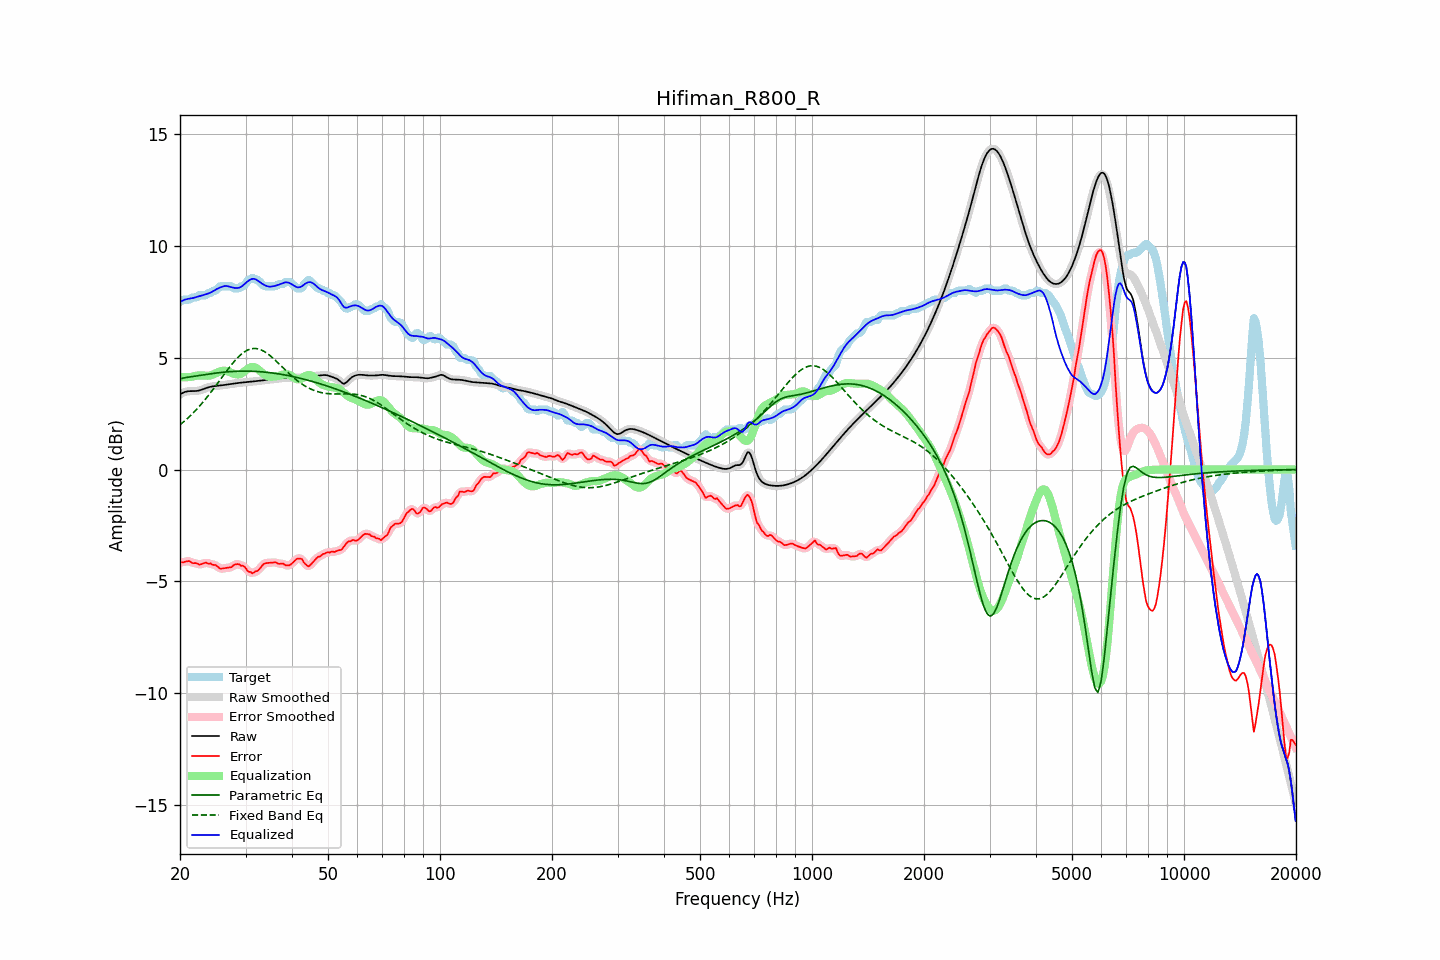 Hifiman_R800_R
Amplitude (dBr)
15
10
5
0
−5
−10
−15
Target
Raw Smoothed
Error Smoothed
Raw
Error
Equalization
Parametric Eq
Fixed Band Eq
Equalized
20 50 100 200 500 1000 2000 5000 10000 20000
Frequency (Hz)